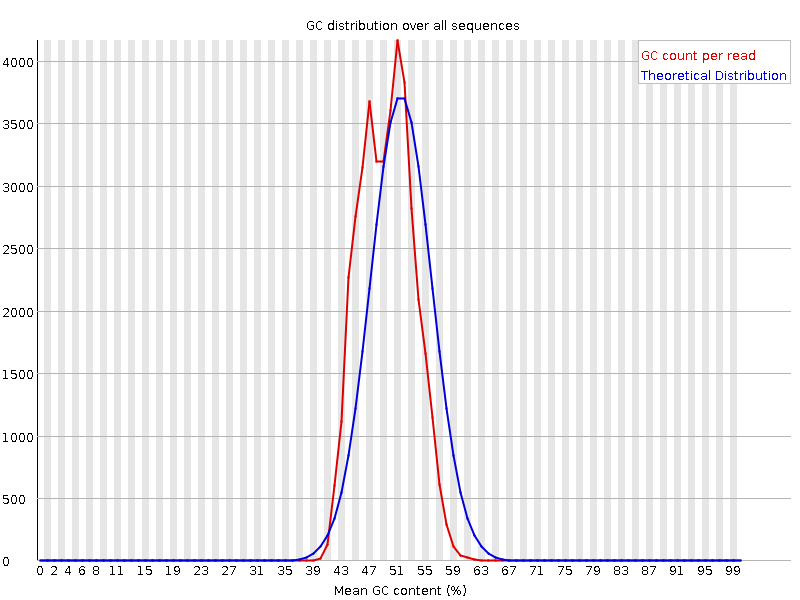 GC distribution over all sequences
GC count per read
Theoretical Distribution
4000
3500
3000
2500
2000
1500
1000
500
0
0 2 4 6 8 11 15 19 23 27 31 35 39 43 47 51 55 59 63 67 71 75 79 83 87 91 95 99
Mean GC content (%)